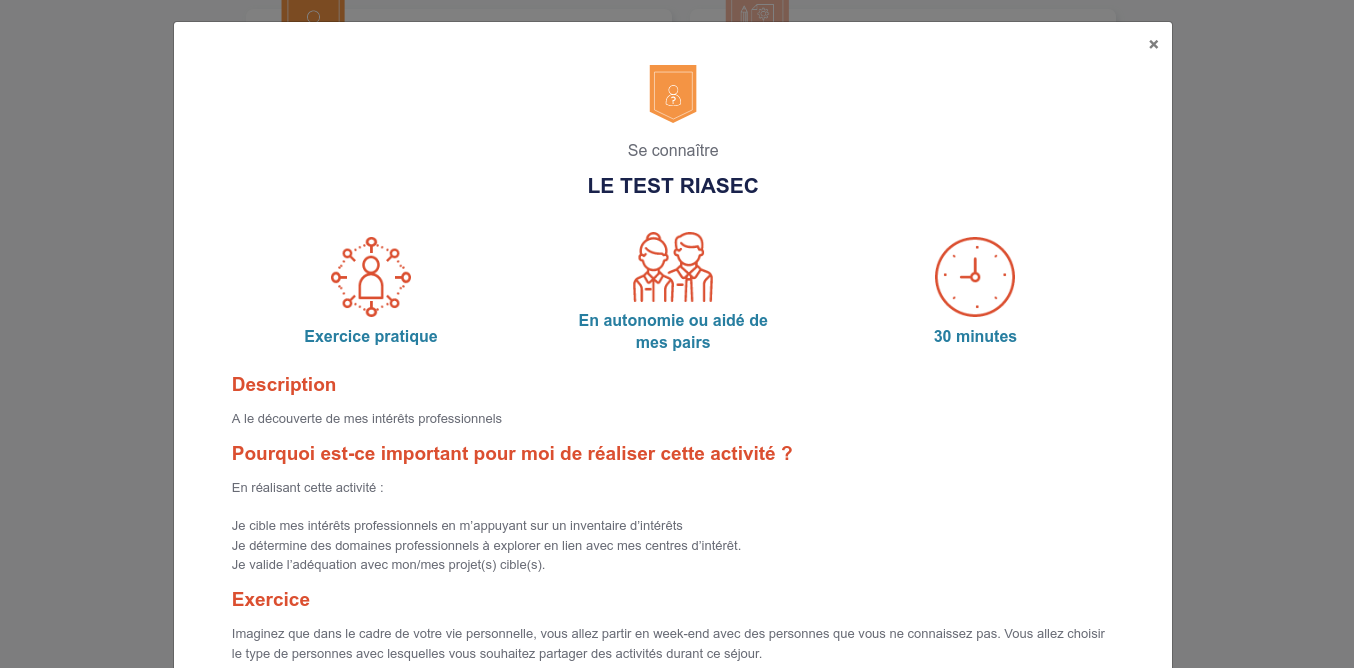 ×
?
Se connaître
LE TEST RIASEC
Exercice pratique
En autonomie ou aidé de
mes pairs
30 minutes
Description
A le découverte de mes intérêts professionnels
Pourquoi est-ce important pour moi de réaliser cette activité ?
En réalisant cette activité :
Je cible mes intérêts professionnels en m’appuyant sur un inventaire d’intérêts
Je détermine des domaines professionnels à explorer en lien avec mes centres d’intérêt.
Je valide l’adéquation avec mon/mes projet(s) cible(s).
Exercice
Imaginez que dans le cadre de votre vie personnelle, vous allez partir en week-end avec des personnes que vous ne connaissez pas. Vous allez choisir
le type de personnes avec lesquelles vous souhaitez partager des activités durant ce séjour.